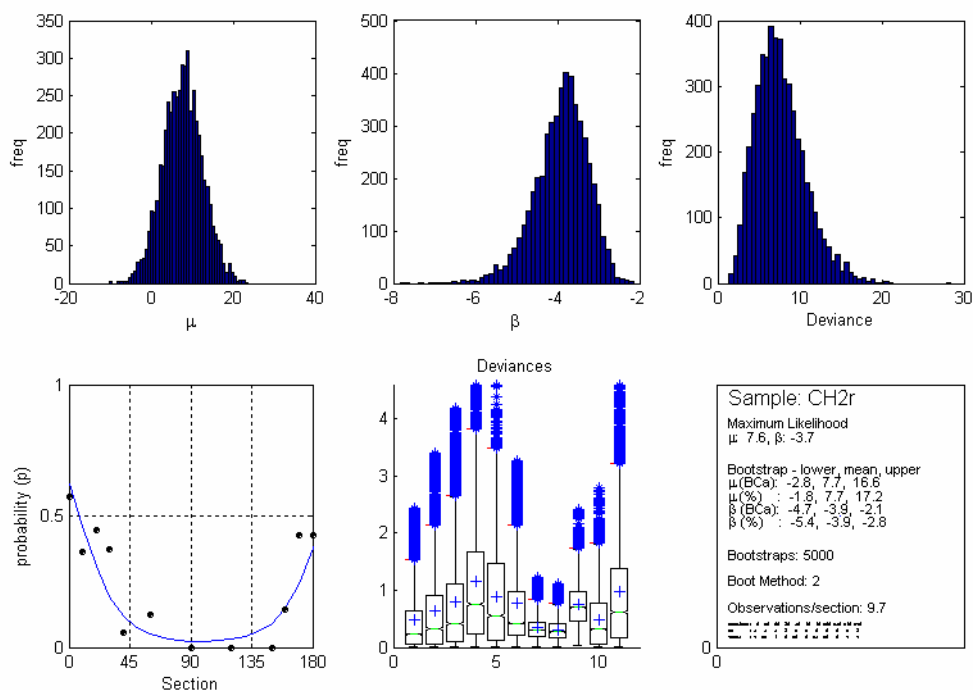 350
300
250
200
150
100
50
0
freq
-20 0 20 40
μ
500
400
300
200
100
0
freq
-8 -6 -4 -2
β
400
300
200
100
0
freq
0 10 20 30
Deviance
1
0.5
0
probability (p)
0 45 90 135 180
Section
Deviances
4
3
2
1
0
0 5 10
Sample: CH2r
Maximum Likelihood
μ: 7.6, β: -3.7
Bootstrap - lower, mean, upper
μ(BCa): -2.8, 7.7, 16.6
μ(%) : -1.8, 7.7, 17.2
β(BCa): -4.7, -3.9, -2.1
β(%) : -5.4, -3.9, -2.8
Bootstraps: 5000
Boot Method: 2
Observations/section: 9.7
0
0